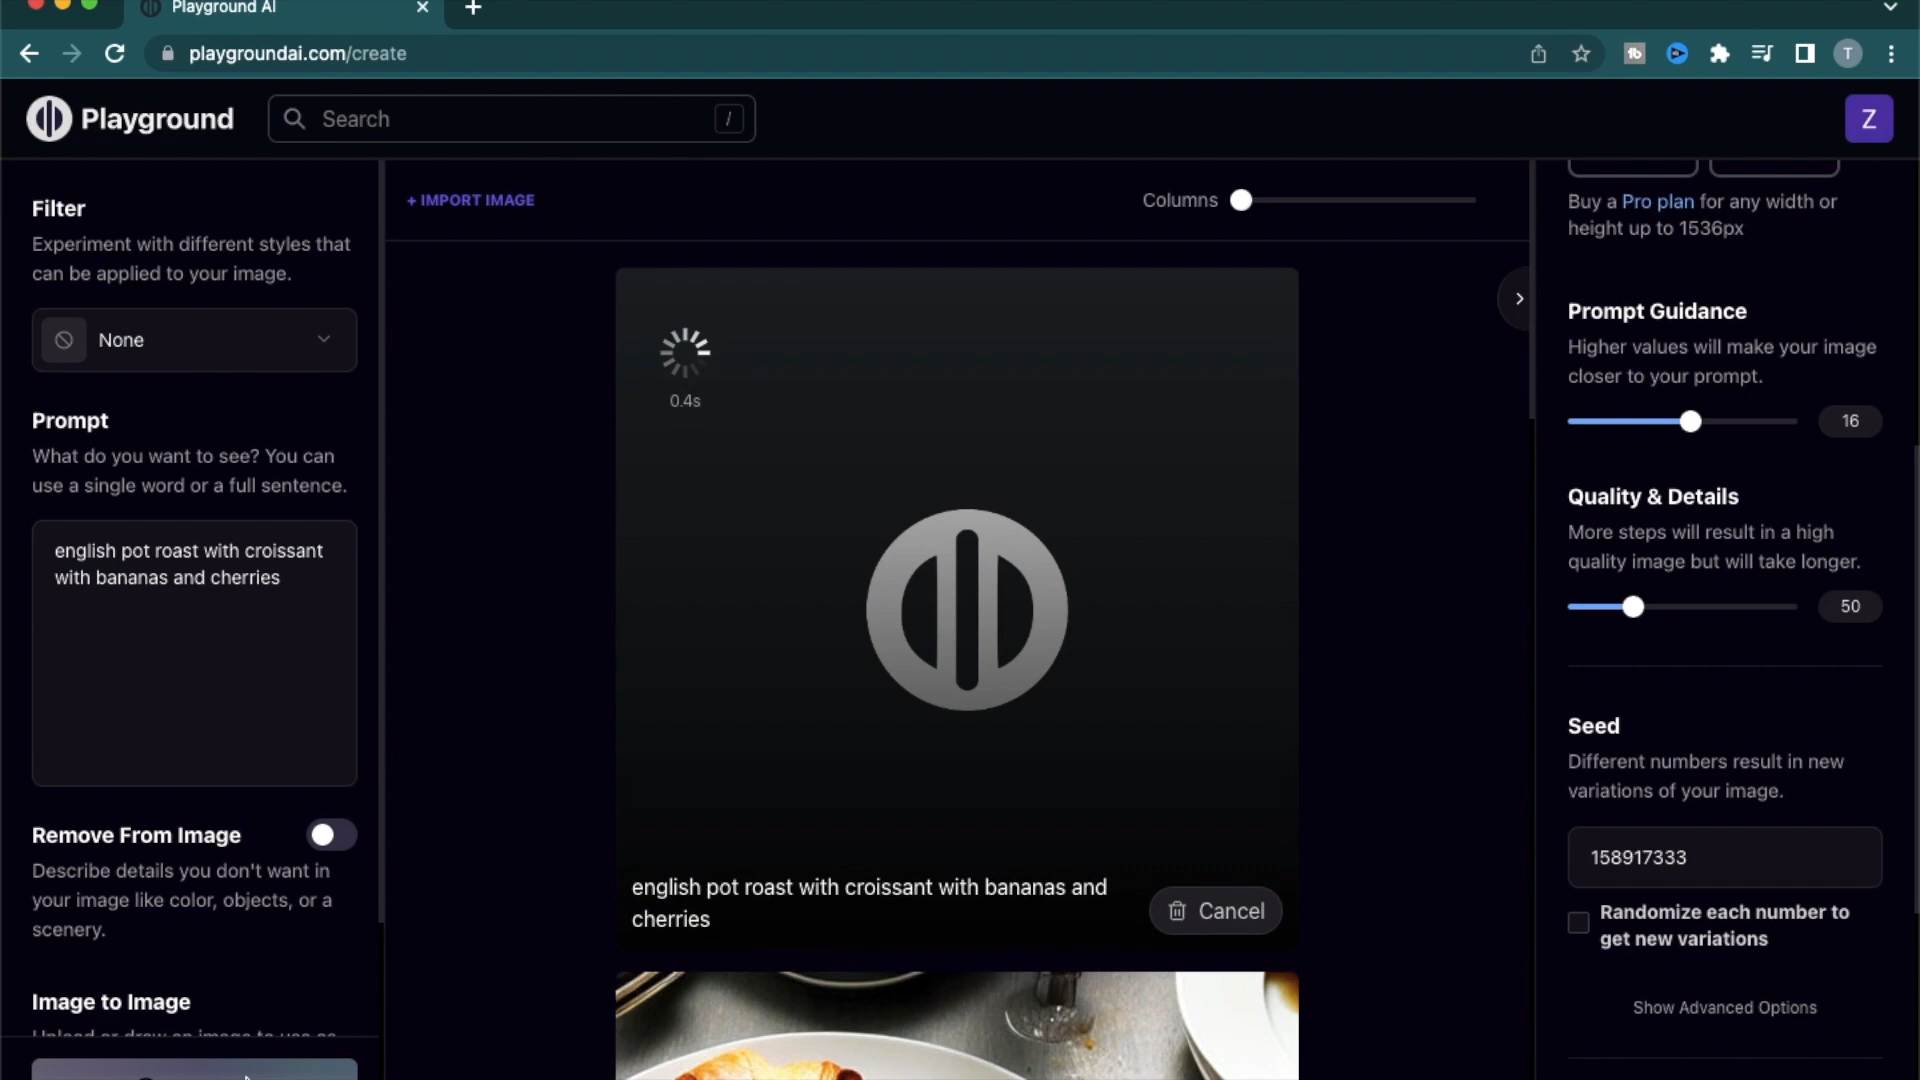 Playground AI
playgroundai.com/create
T
Playground
Search
/
Z
Filter
Experiment with different styles that
can be applied to your image.
None
Prompt
What do you want to see? You can
use a single word or a full sentence.
english pot roast with croissant
with bananas and cherries
Remove From Image
Describe details you don't want in
your image like color, objects, or a
scenery.
Image to Image
+ IMPORT IMAGE
Columns
0.4s
english pot roast with croissant with bananas and
cherries
Cancel
Buy a Pro plan for any width or
height up to 1536px
Prompt Guidance
Higher values will make your image
closer to your prompt.
16
Quality & Details
More steps will result in a high
quality image but will take longer.
50
Seed
Different numbers result in new
variations of your image.
158917333
Randomize each number to
get new variations
Show Advanced Options